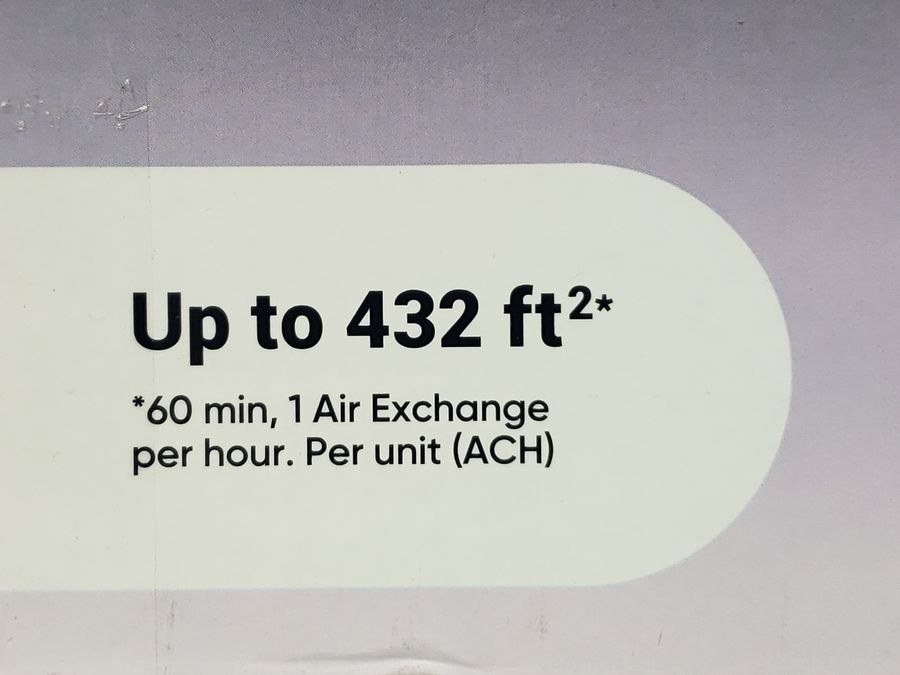 Up to 432 ft²*
*60 min, 1 Air Exchange
per hour. Per unit (ACH)